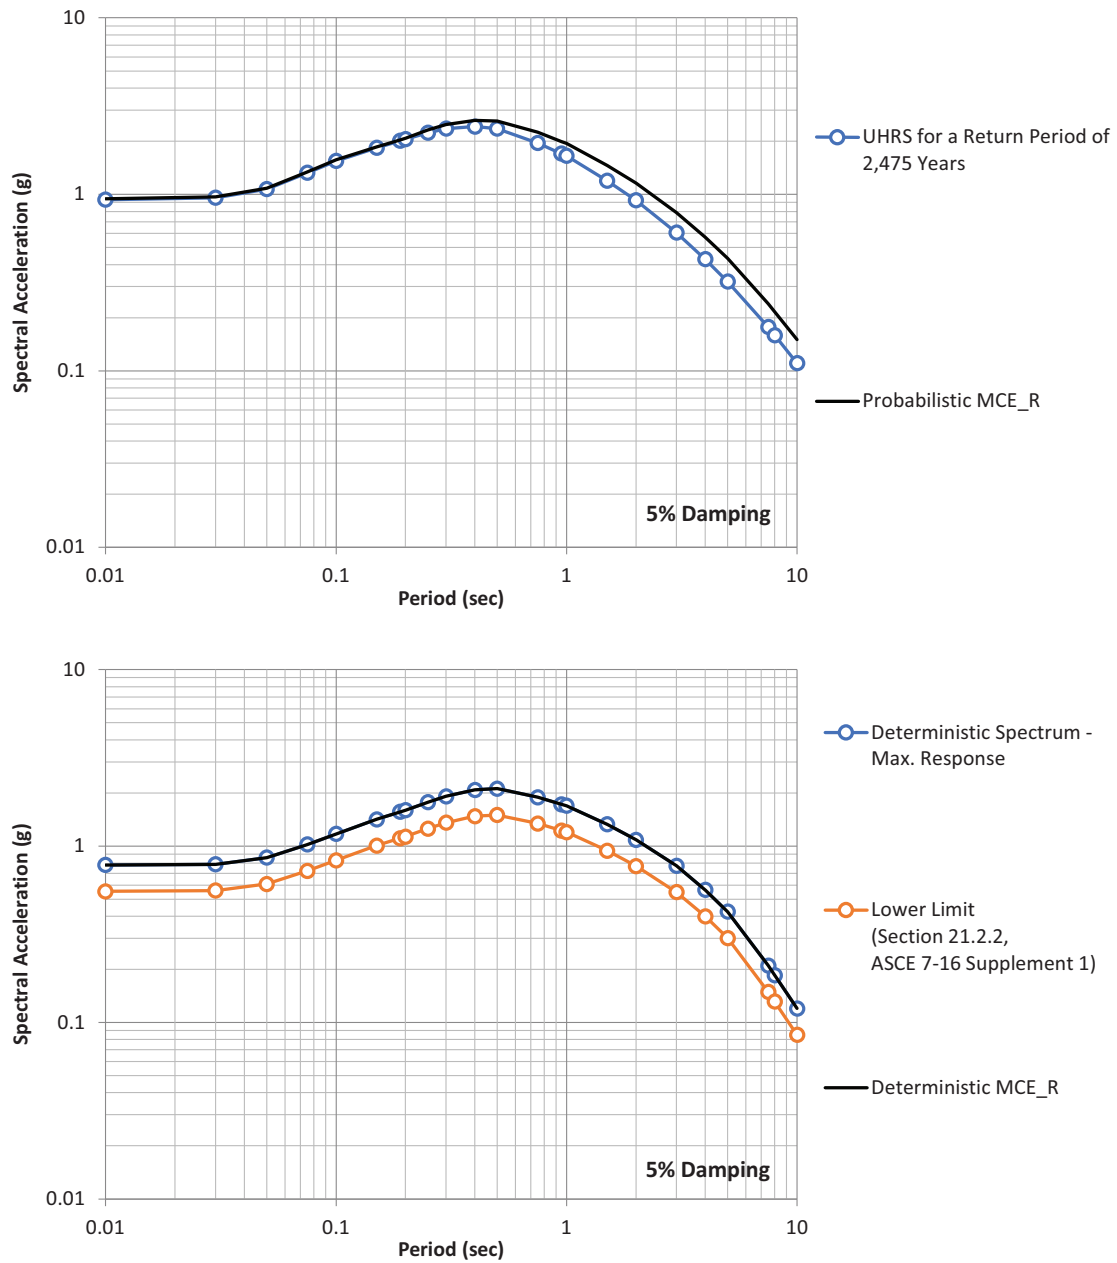 10
1
0.1
0.01
Spectral Acceleration (g)
0.01 0.1 1 10
Period (sec)
5% Damping
UHRS for a Return Period of
2,475 Years
Probabilistic MCE_R
10
1
0.1
0.01
Spectral Acceleration (g)
0.01 0.1 1 10
Period (sec)
5% Damping
Deterministic Spectrum -
Max. Response
Lower Limit
(Section 21.2.2,
ASCE 7-16 Supplement 1)
Deterministic MCE_R